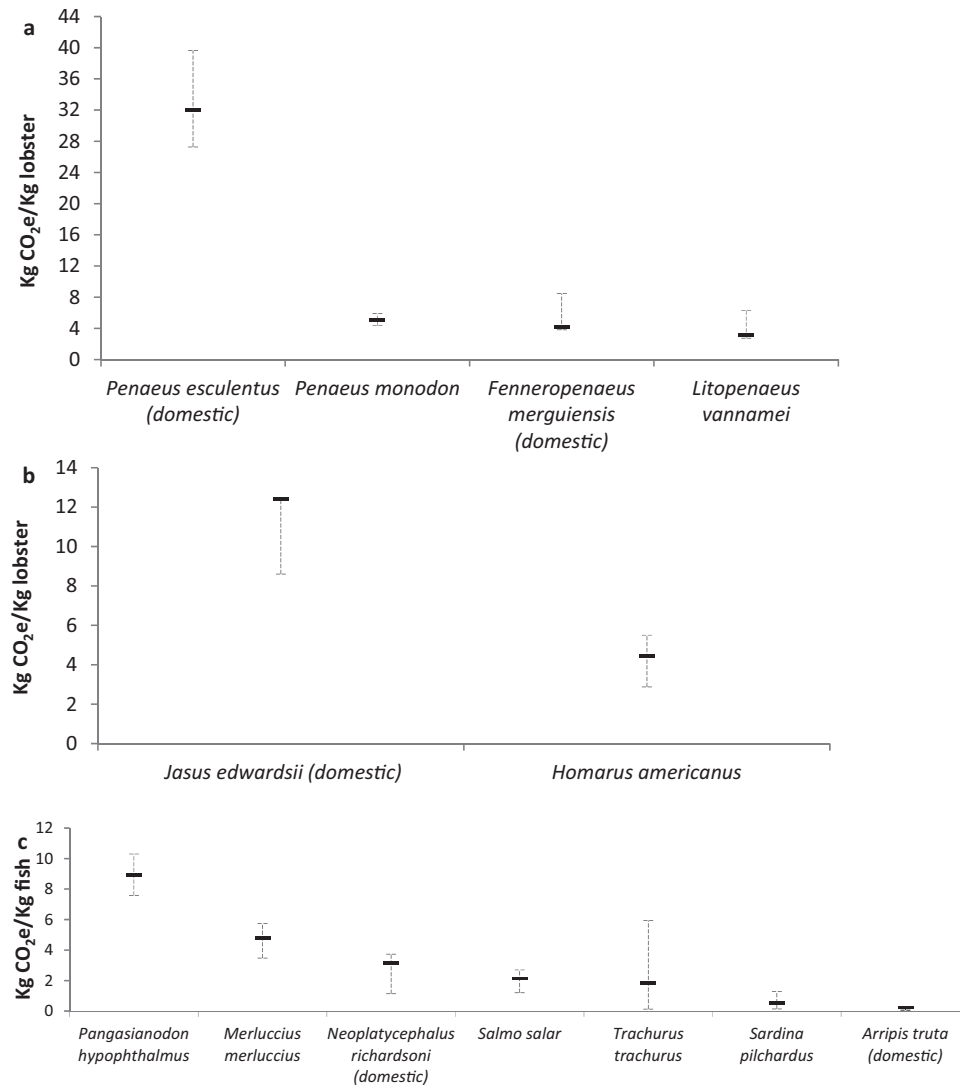 a
Kg CO₂e/Kg lobster
44
40
36
32
28
24
20
16
12
8
4
0
Penaeus esculentus
(domestic)
Penaeus monodon
Fenneropenaeus
merguiensis
(domestic)
Litopenaeus
vannamei
b
Kg CO₂e/Kg lobster
14
12
10
8
6
4
2
0
Jasus edwardsii (domestic)
Homarus americanus
c
Kg CO₂e/Kg fish
12
10
8
6
4
2
0
Pangasianodon
hypophthalmus
Merluccius
merluccius
Neoplatycephalus
richardsoni
(domestic)
Salmo salar
Trachurus
trachurus
Sardina
pilchardus
Arripis truta
(domestic)